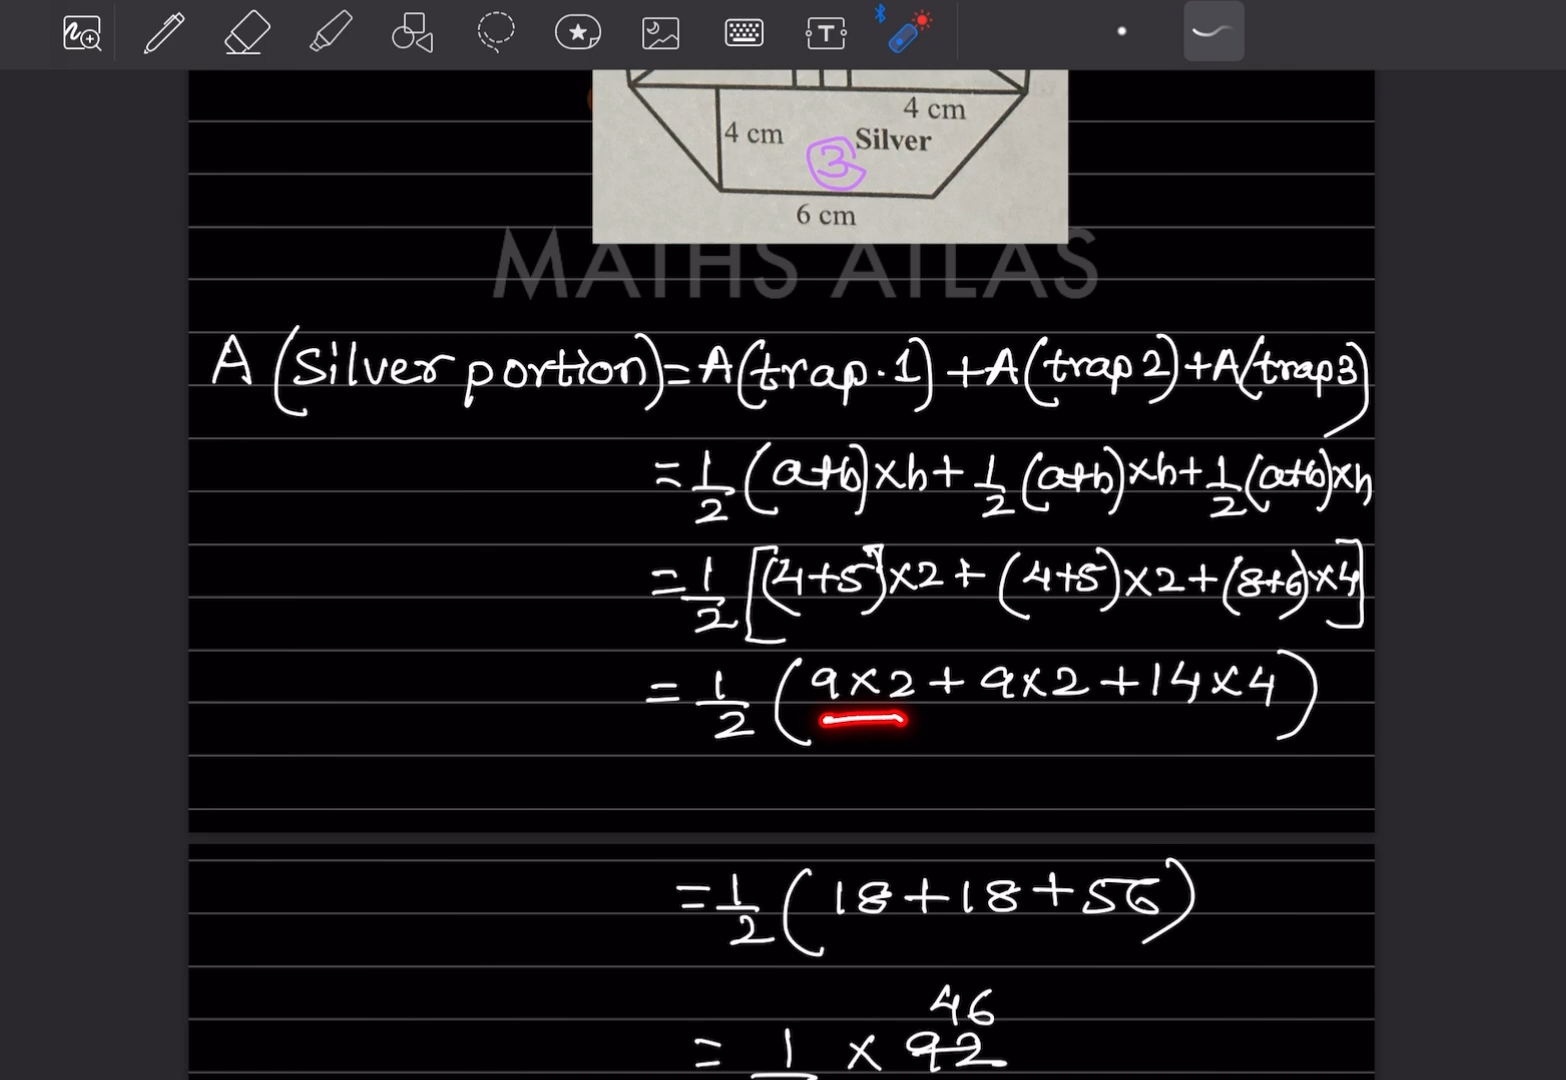 4 cm
4 cm
Silver
3
6 cm
MATHS ATLAS
A (silver portion) = A(trap. 1) + A(trap 2) + A(trap 3)
= 1/2 (a+b) × h + 1/2 (a+b) × h + 1/2 (a+b) × h
= 1/2 [(4+5) × 2 + (4+5) × 2 + (8+6) × 4]
= 1/2 (9 × 2 + 9 × 2 + 14 × 4)
= 1/2 (18 + 18 + 56)
46
= 1 × 92